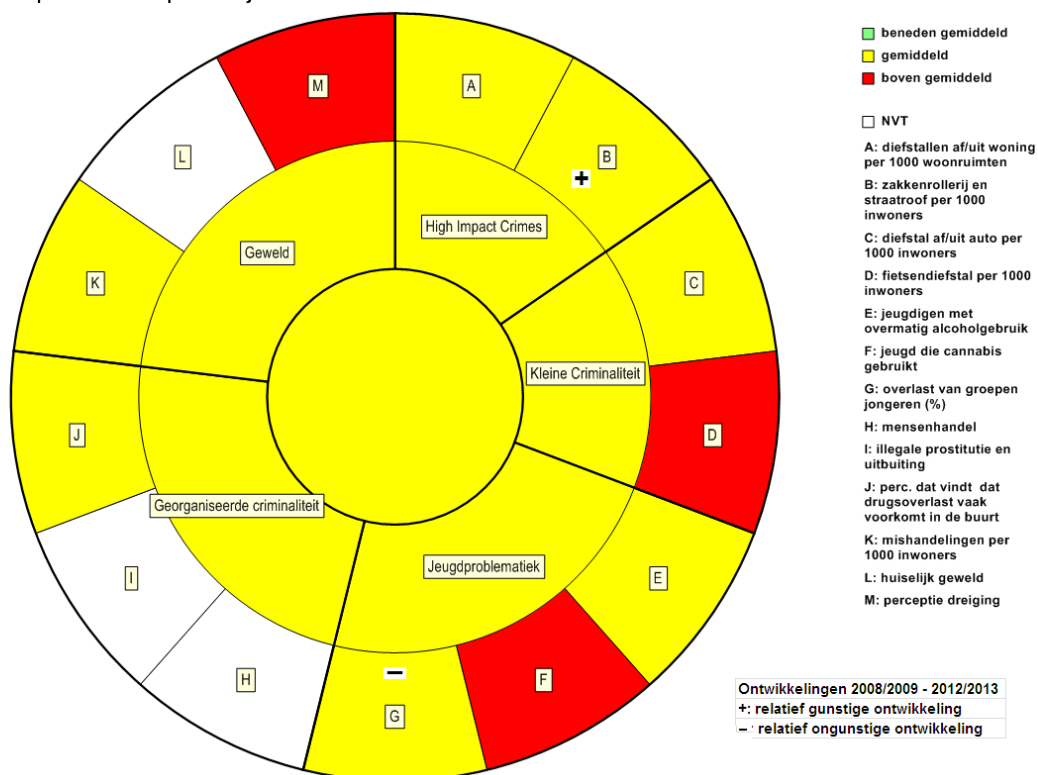 M
A
L
B
+
High Impact Crimes
Geweld
K
C
Kleine Criminaliteit
J
D
Georganiseerde criminaliteit
Jeugdproblematiek
I
E
H
F
–
G
beneden gemiddeld
gemiddeld
boven gemiddeld
NVT
A: diefstallen af/uit woning
per 1000 woonruimten
B: zakkenrollerij en
straatroof per 1000
inwoners
C: diefstal af/uit auto per
1000 inwoners
D: fietsendiefstal per 1000
inwoners
E: jeugdigen met
overmatig alcoholgebruik
F: jeugd die cannabis
gebruikt
G: overlast van groepen
jongeren (%)
H: mensenhandel
I: illegale prostitutie en
uitbuiting
J: perc. dat vindt dat
drugsoverlast vaak
voorkomt in de buurt
K: mishandelingen per
1000 inwoners
L: huiselijk geweld
M: perceptie dreiging
Ontwikkelingen 2008/2009 - 2012/2013
+: relatief gunstige ontwikkeling
–: relatief ongunstige ontwikkeling